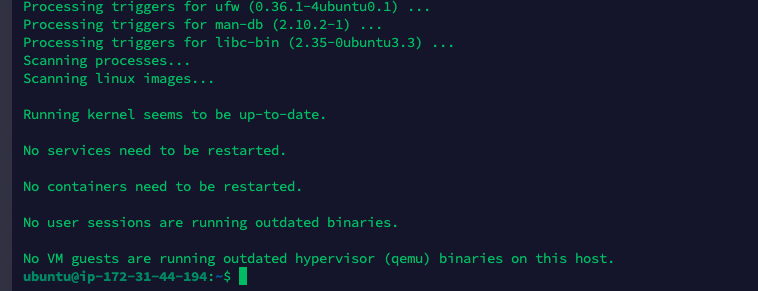 Processing triggers for ufw (0.36.1-4ubuntu0.1) ...
Processing triggers for man-db (2.10.2-1) ...
Processing triggers for libc-bin (2.35-0ubuntu3.3) ...
Scanning processes...
Scanning linux images...
Running kernel seems to be up-to-date.
No services need to be restarted.
No containers need to be restarted.
No user sessions are running outdated binaries.
No VM guests are running outdated hypervisor (qemu) binaries on this host.
ubuntu@ip-172-31-44-194:~$